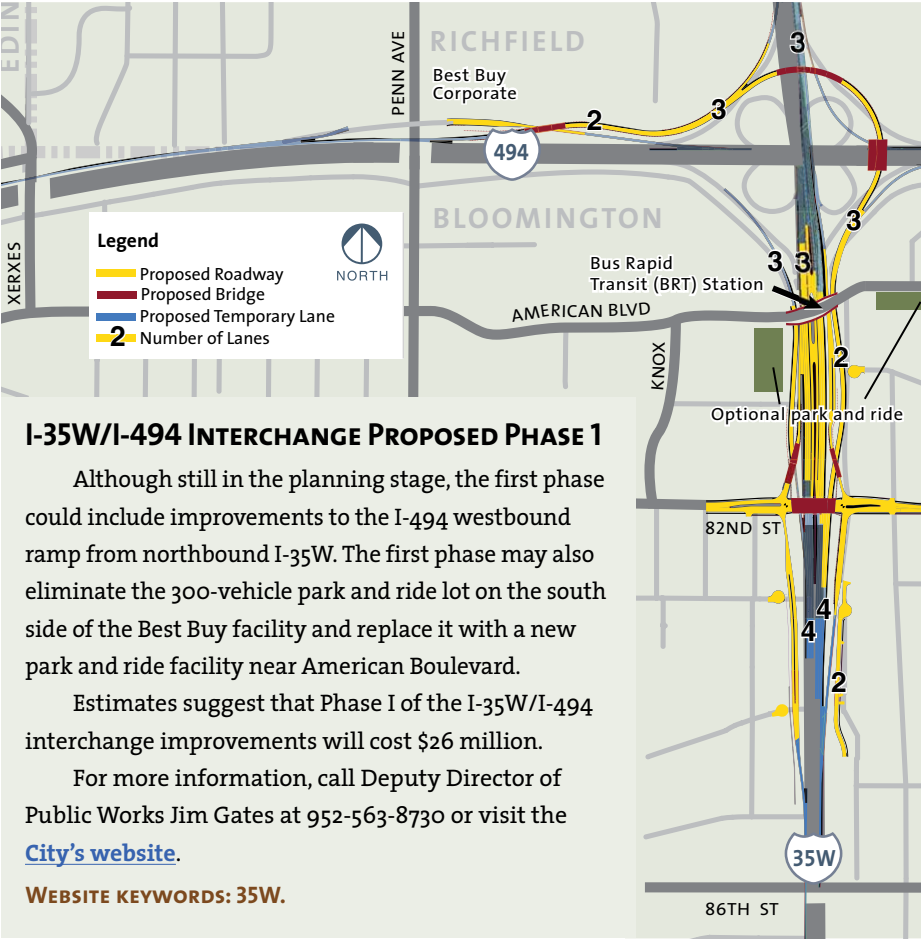 EDIN
PENN AVE
RICHFIELD
Best Buy
Corporate
3
2
3
494
BLOOMINGTON
3
XERXES
Legend
Proposed Roadway
Proposed Bridge
Proposed Temporary Lane
2 Number of Lanes
NORTH
3 3
Bus Rapid
Transit (BRT) Station
AMERICAN BLVD
KNOX
2
Optional park and ride
82ND ST
4
4
2
35W
86TH ST
I-35W/I-494 Interchange Proposed Phase 1
Although still in the planning stage, the first phase
could include improvements to the I-494 westbound
ramp from northbound I-35W. The first phase may also
eliminate the 300-vehicle park and ride lot on the south
side of the Best Buy facility and replace it with a new
park and ride facility near American Boulevard.
Estimates suggest that Phase I of the I-35W/I-494
interchange improvements will cost $26 million.
For more information, call Deputy Director of
Public Works Jim Gates at 952-563-8730 or visit the
City's website.
Website keywords: 35W.